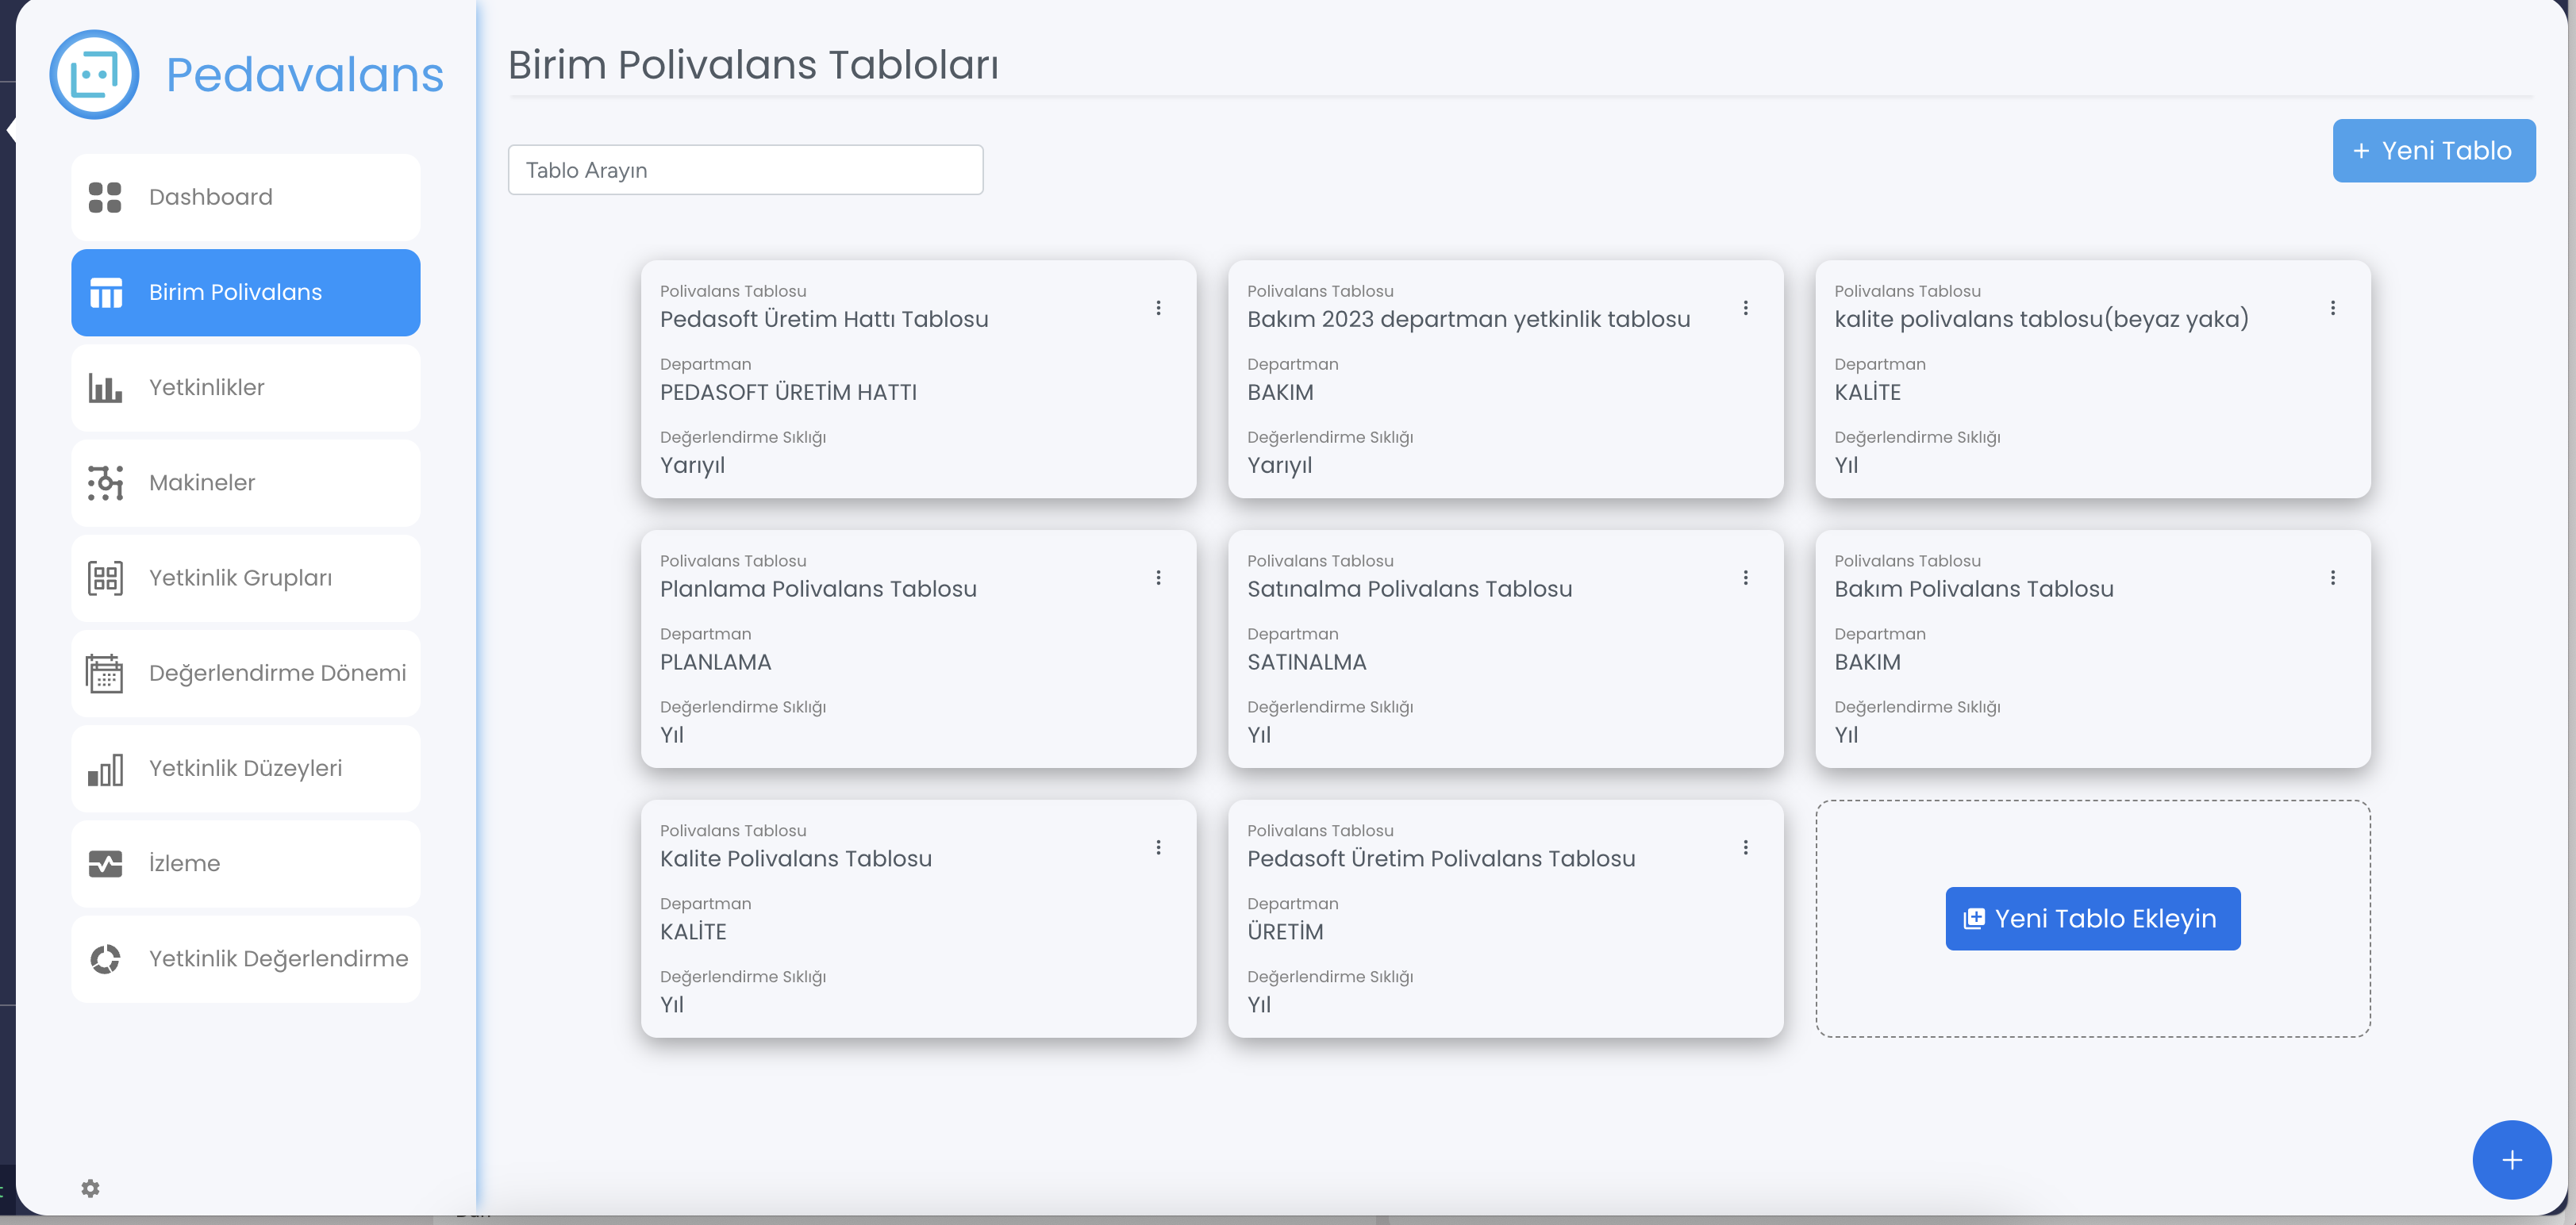 Pedavalans
Dashboard
Birim Polivalans
Yetkinlikler
Makineler
Yetkinlik Grupları
Değerlendirme Dönemi
Yetkinlik Düzeyleri
İzleme
Yetkinlik Değerlendirme
Birim Polivalans Tabloları
Tablo Arayın
+ Yeni Tablo
Polivalans Tablosu
Pedasoft Üretim Hattı Tablosu
Departman
PEDASOFT ÜRETİM HATTI
Değerlendirme Sıklığı
Yarıyıl
Polivalans Tablosu
Bakım 2023 departman yetkinlik tablosu
Departman
BAKIM
Değerlendirme Sıklığı
Yarıyıl
Polivalans Tablosu
kalite polivalans tablosu(beyaz yaka)
Departman
KALİTE
Değerlendirme Sıklığı
Yıl
Polivalans Tablosu
Planlama Polivalans Tablosu
Departman
PLANLAMA
Değerlendirme Sıklığı
Yıl
Polivalans Tablosu
Satınalma Polivalans Tablosu
Departman
SATINALMA
Değerlendirme Sıklığı
Yıl
Polivalans Tablosu
Bakım Polivalans Tablosu
Departman
BAKIM
Değerlendirme Sıklığı
Yıl
Polivalans Tablosu
Kalite Polivalans Tablosu
Departman
KALİTE
Değerlendirme Sıklığı
Yıl
Polivalans Tablosu
Pedasoft Üretim Polivalans Tablosu
Departman
ÜRETİM
Değerlendirme Sıklığı
Yıl
Yeni Tablo Ekleyin